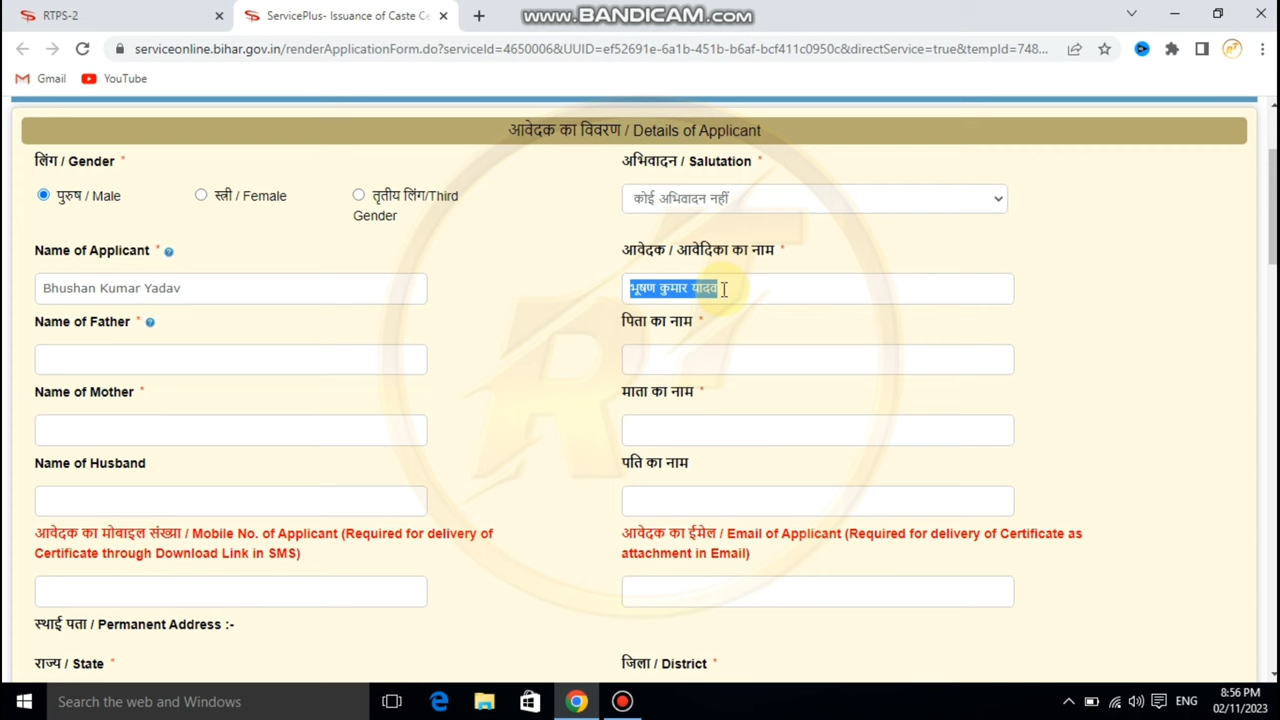 RTPS-2
ServicePlus- Issuance of Caste Ce
www.BANDICAM.com
serviceonline.bihar.gov.in/renderApplicationForm.do?serviceId=4650006&UUID=ef52691e-6a1b-451b-b6af-bcf411c0950c&directService=true&tempId=748...
Gmail
YouTube
आवेदक का विवरण / Details of Applicant
लिंग / Gender *
अभिवादन / Salutation *
पुरुष / Male
स्त्री / Female
तृतीय लिंग/Third
Gender
कोई अभिवादन नहीं
Name of Applicant *
आवेदक / आवेदिका का नाम *
Bhushan Kumar Yadav
भूषण कुमार यादव
Name of Father *
पिता का नाम *
Name of Mother *
माता का नाम *
Name of Husband
पति का नाम
आवेदक का मोबाइल संख्या / Mobile No. of Applicant (Required for delivery of
Certificate through Download Link in SMS)
आवेदक का ईमेल / Email of Applicant (Required for delivery of Certificate as
attachment in Email)
स्थाई पता / Permanent Address :-
राज्य / State *
जिला / District *
Search the web and Windows
ENG
8:56 PM
02/11/2023